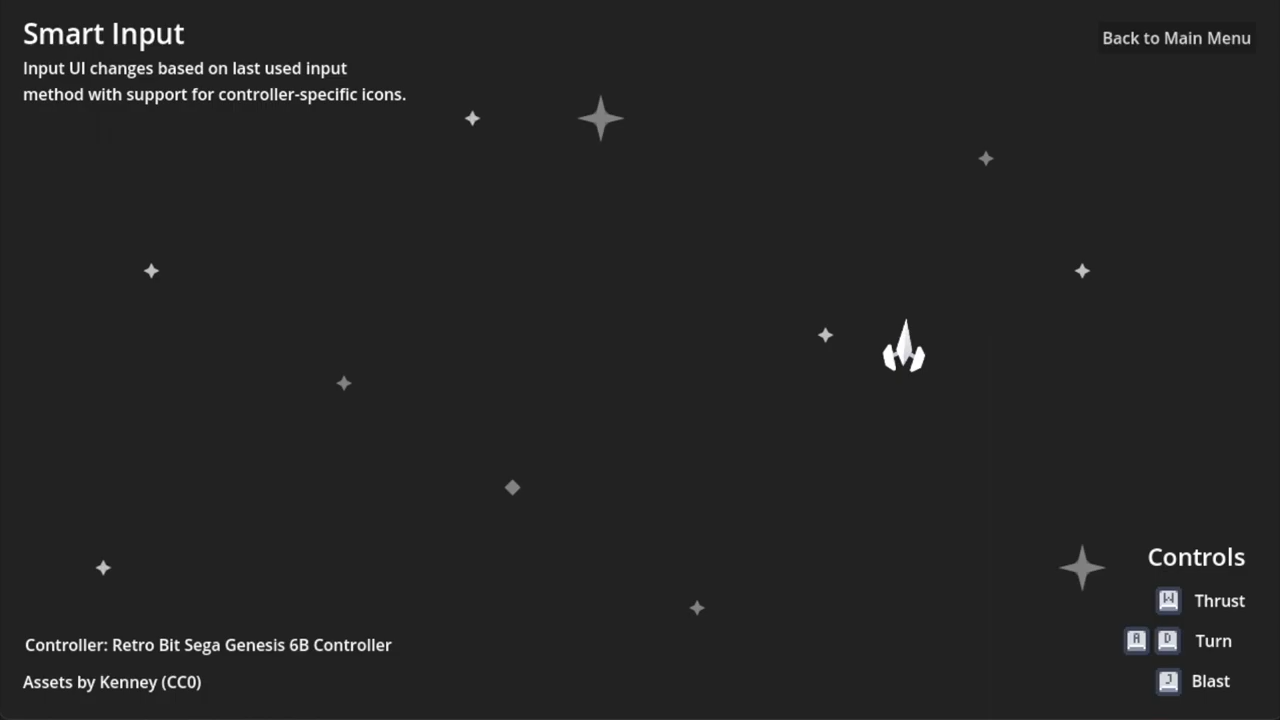 Smart Input
Back to Main Menu
Input UI changes based on last used input
method with support for controller-specific icons.
Controls
W Thrust
A D Turn
J Blast
Controller: Retro Bit Sega Genesis 6B Controller
Assets by Kenney (CC0)